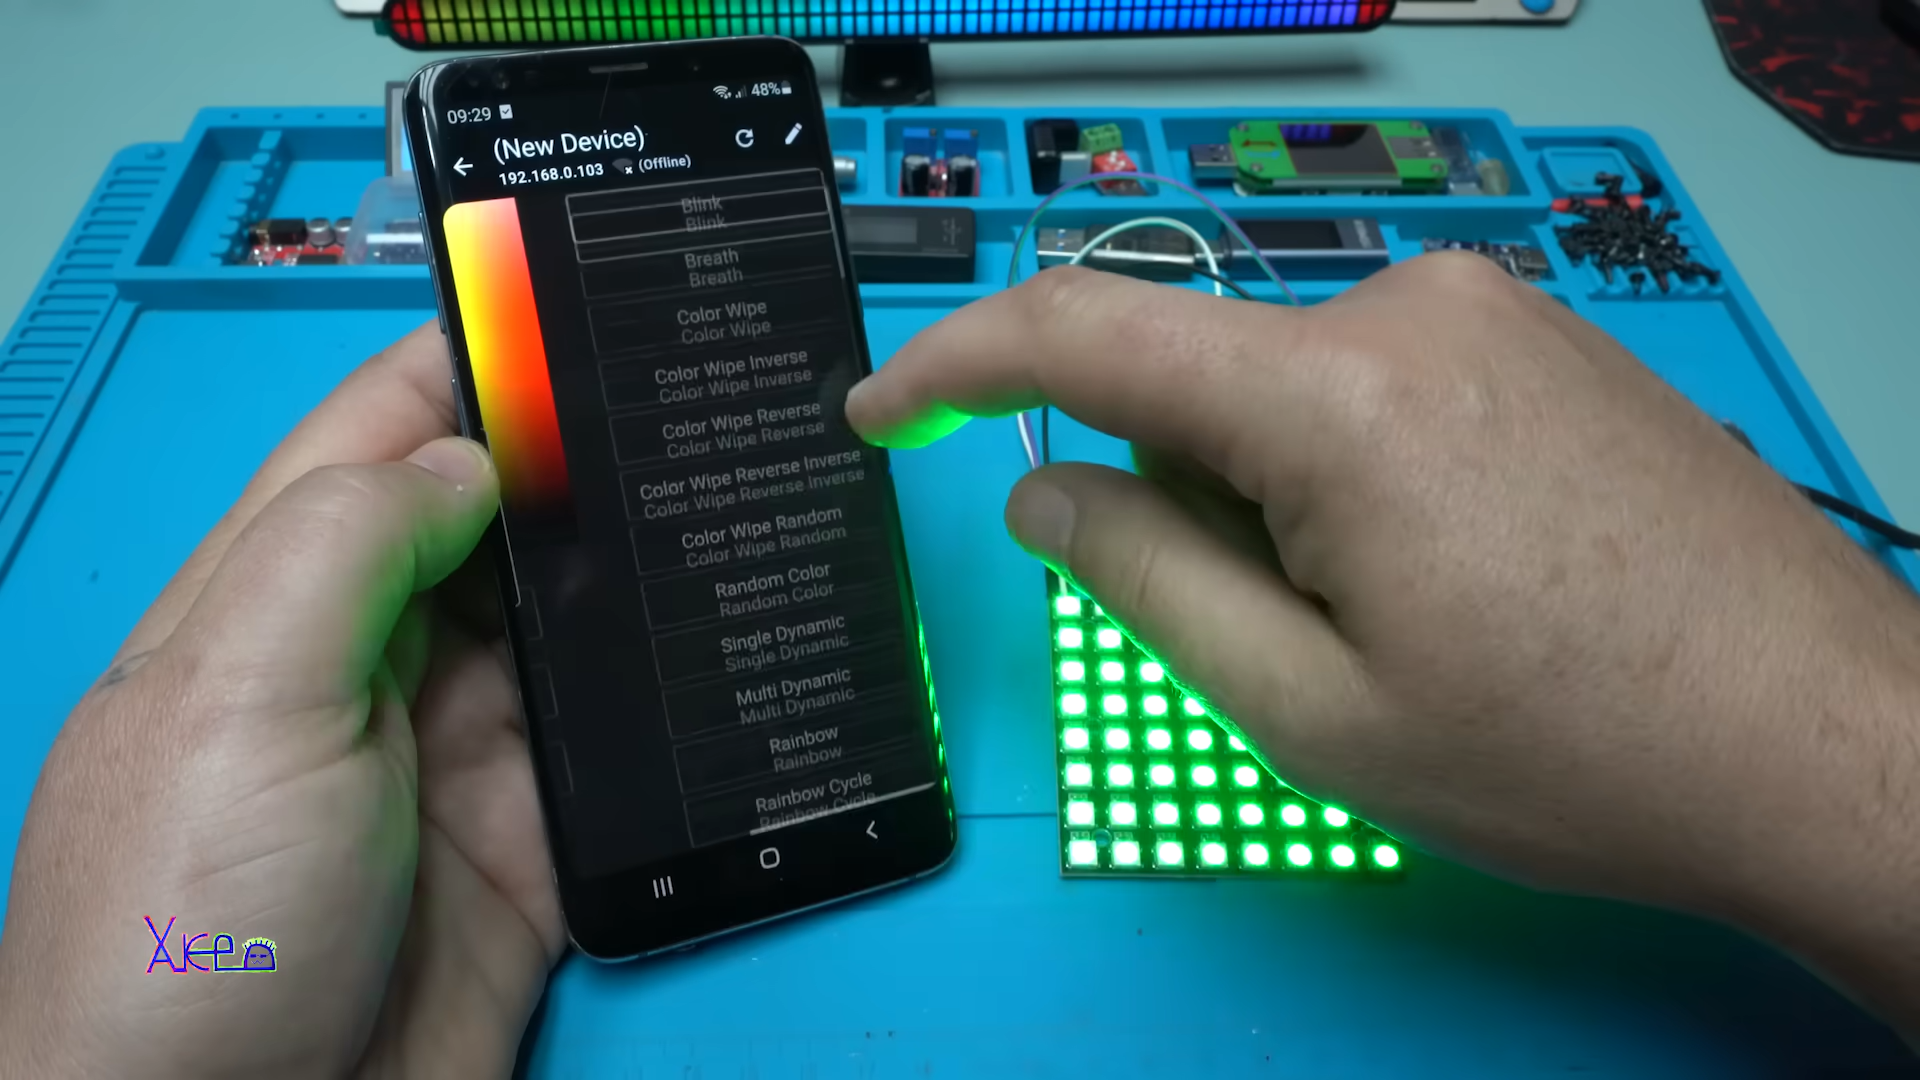 09:29
48%
(New Device)
192.168.0.103 (Offline)
Blink
Blink
Breath
Breath
Color Wipe
Color Wipe
Color Wipe Inverse
Color Wipe Inverse
Color Wipe Reverse
Color Wipe Reverse
Color Wipe Reverse Inverse
Color Wipe Reverse Inverse
Color Wipe Random
Color Wipe Random
Random Color
Random Color
Single Dynamic
Single Dynamic
Multi Dynamic
Multi Dynamic
Rainbow
Rainbow
Rainbow Cycle
Rainbow Cycle